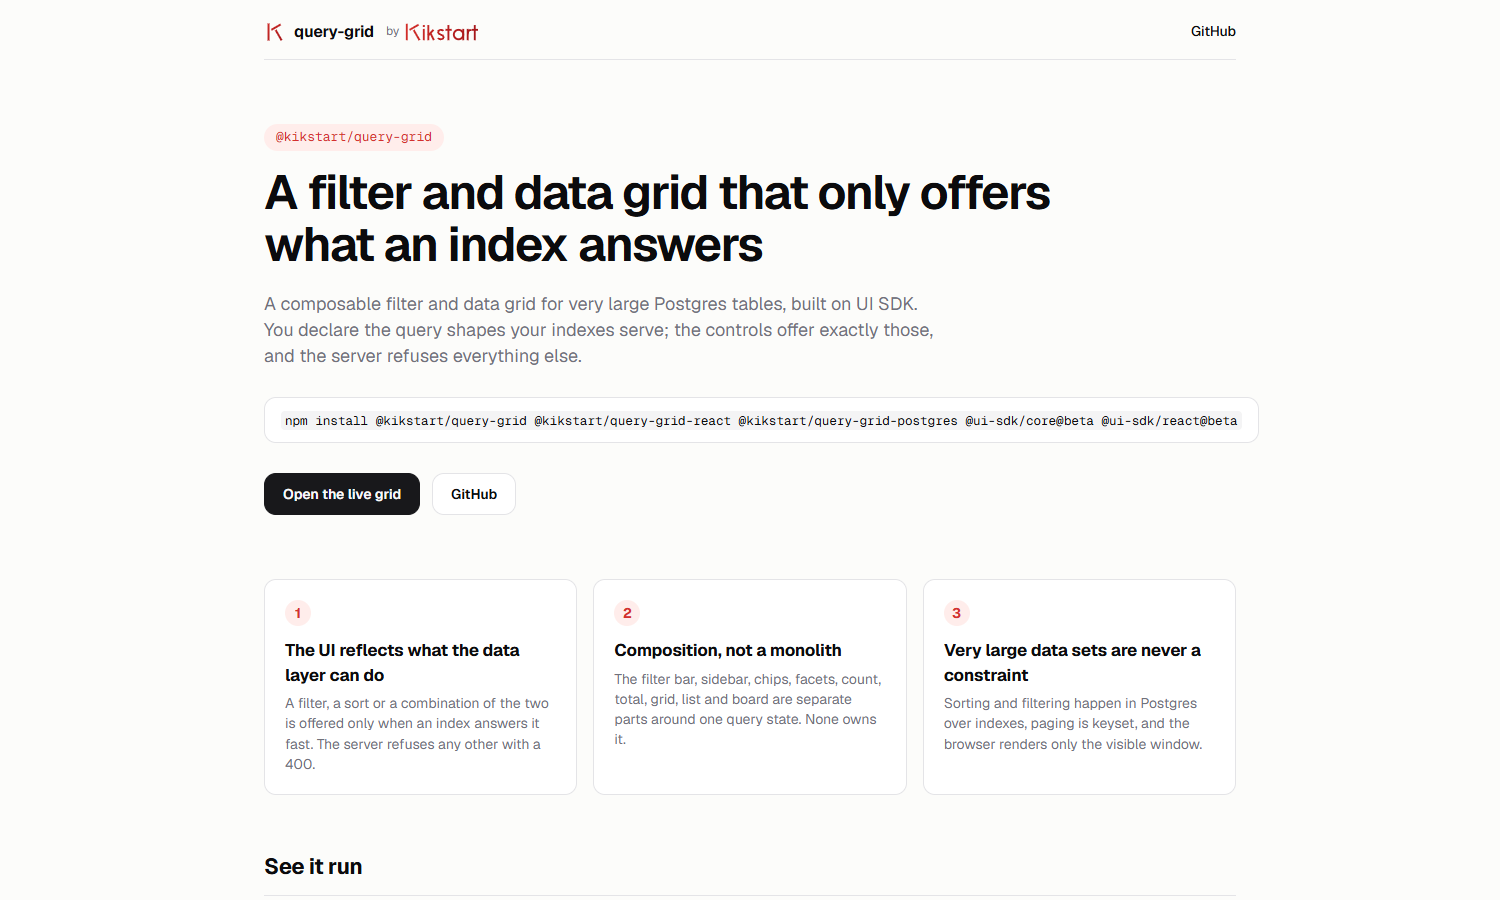 query-grid by Kikstart
GitHub
@kikstart/query-grid
A filter and data grid that only offers
what an index answers
A composable filter and data grid for very large Postgres tables, built on UI SDK.
You declare the query shapes your indexes serve; the controls offer exactly those,
and the server refuses everything else.
npm install @kikstart/query-grid @kikstart/query-grid-react @kikstart/query-grid-postgres @ui-sdk/core@beta @ui-sdk/react@beta
Open the live grid
GitHub
1
The UI reflects what the data
layer can do
A filter, a sort or a combination of the two
is offered only when an index answers it
fast. The server refuses any other with a
400.
2
Composition, not a monolith
The filter bar, sidebar, chips, facets, count,
total, grid, list and board are separate
parts around one query state. None owns
it.
3
Very large data sets are never a
constraint
Sorting and filtering happen in Postgres
over indexes, paging is keyset, and the
browser renders only the visible window.
See it run